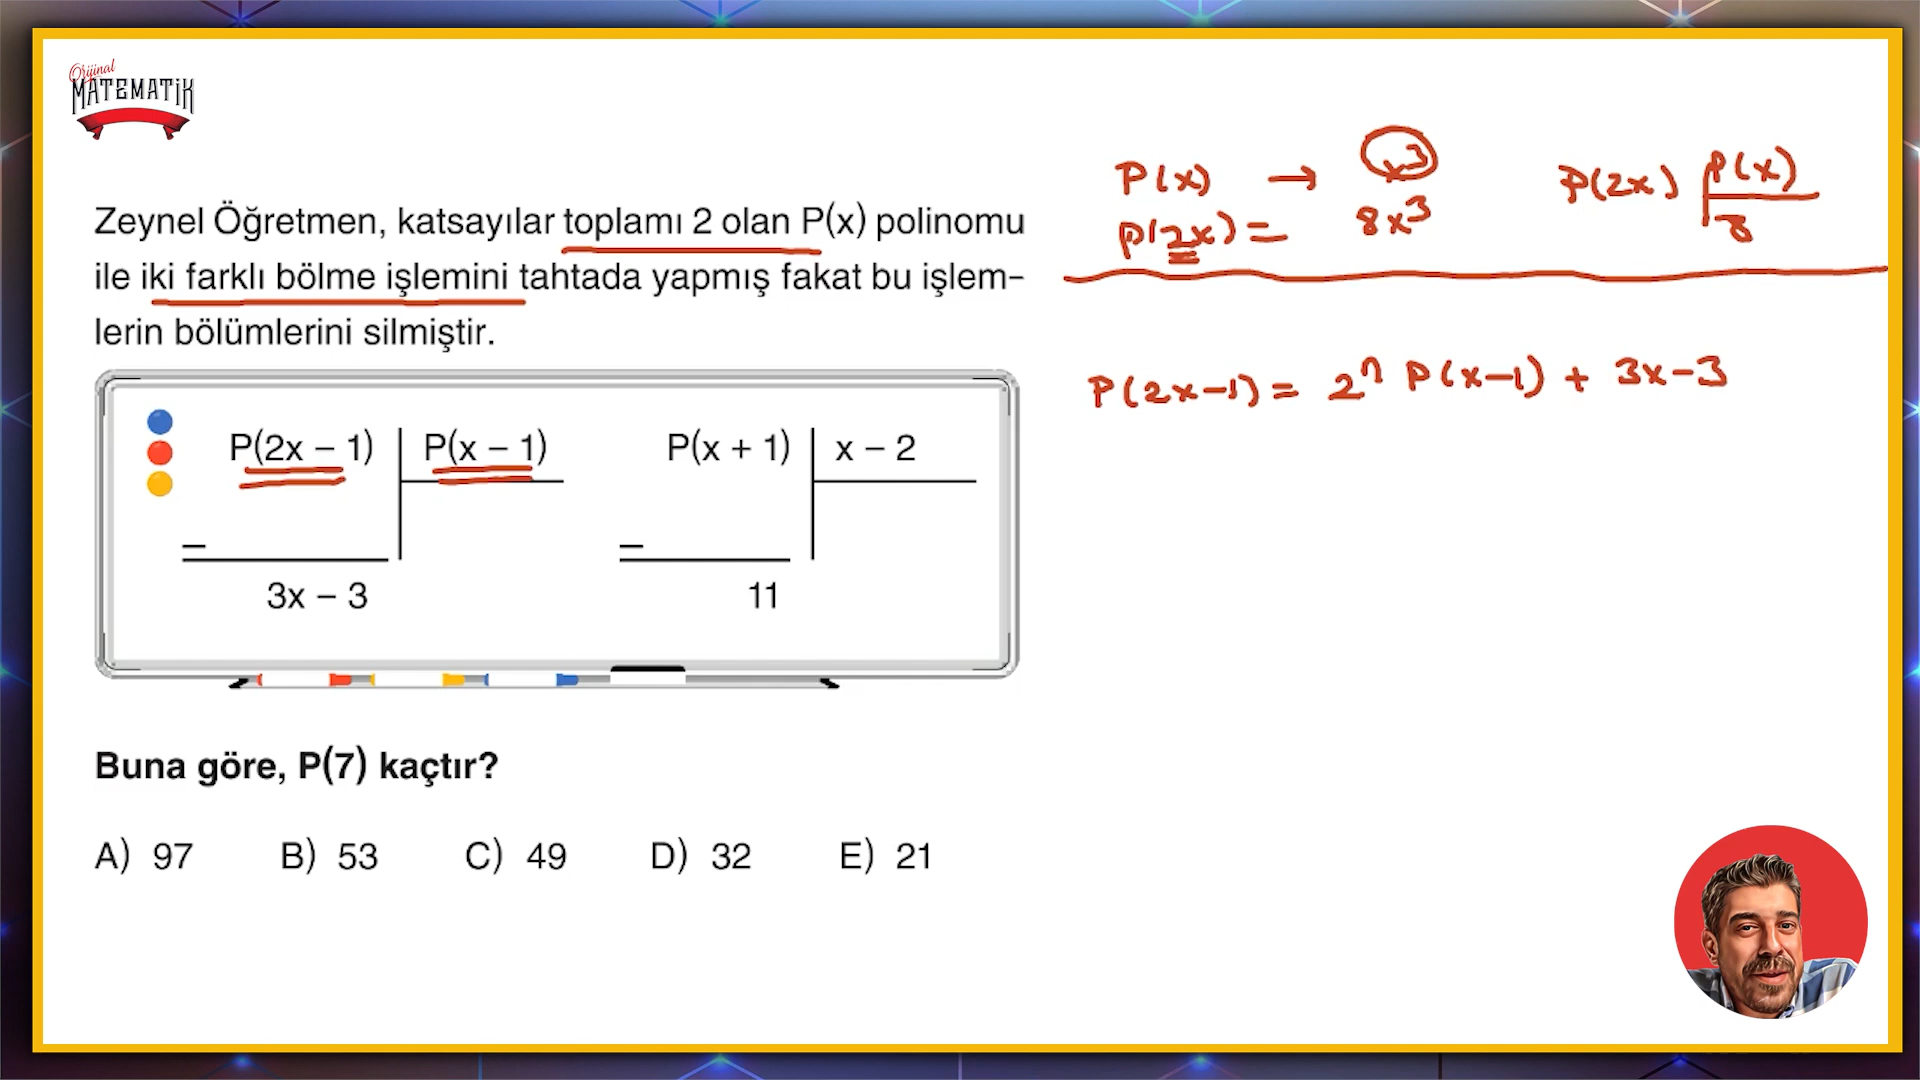 Orijinal
MATEMATİK
Zeynel Öğretmen, katsayılar toplamı 2 olan P(x) polinomu
ile iki farklı bölme işlemini tahtada yapmış fakat bu işlem–
lerin bölümlerini silmiştir.
P(2x – 1) P(x – 1)
–
3x – 3
P(x + 1) x – 2
–
11
Buna göre, P(7) kaçtır?
A) 97 B) 53 C) 49 D) 32 E) 21
P(x) → x³
P(2x) = 8x³
P(2x) P(x)
8
P(2x-1) = 2ⁿ P(x-1) + 3x-3